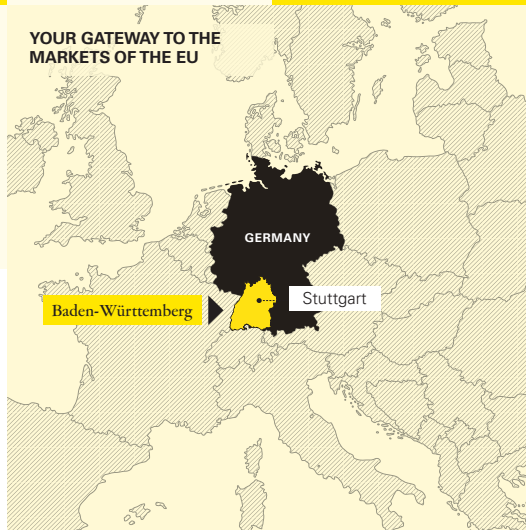 YOUR GATEWAY TO THE
MARKETS OF THE EU
GERMANY
Stuttgart
Baden-Württemberg